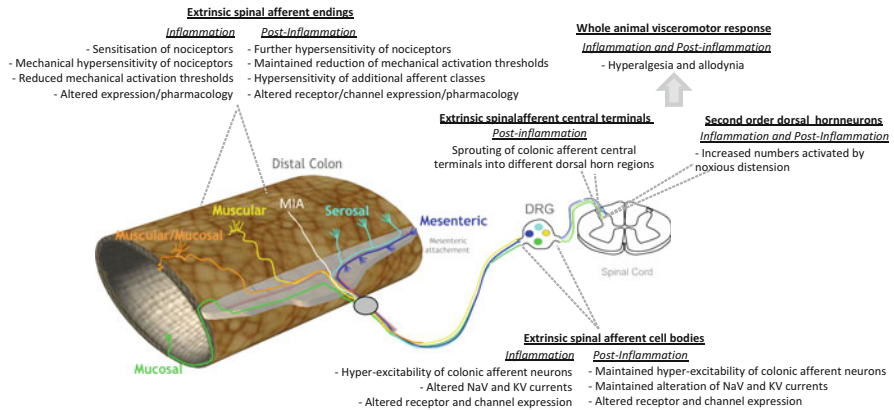 Extrinsic spinal afferent endings
Inflammation
- Sensitisation of nociceptors
- Mechanical hypersensitivity of nociceptors
- Reduced mechanical activation thresholds
- Altered expression/pharmacology
Post-Inflammation
- Further hypersensitivity of nociceptors
- Maintained reduction of mechanical activation thresholds
- Hypersensitivity of additional afferent classes
- Altered receptor/channel expression/pharmacology
Whole animal visceromotor response
Inflammation and Post-inflammation
- Hyperalgesia and allodynia
Extrinsic spinalafferent central terminals
Post-inflammation
Sprouting of colonic afferent central
terminals into different dorsal horn regions
Second order dorsal hornneurons
Inflammation and Post-Inflammation
- Increased numbers activated by
noxious distension
Distal Colon
MIA
Muscular
Serosal
Mesenteric
Muscular/Mucosal
Mesenteric
attachement
Mucosal
DRG
Spinal Cord
Extrinsic spinal afferent cell bodies
Inflammation
- Hyper-excitability of colonic afferent neurons
- Altered NaV and KV currents
- Altered receptor and channel expression
Post-Inflammation
- Maintained hyper-excitability of colonic afferent neurons
- Maintained alteration of NaV and KV currents
- Altered receptor and channel expression